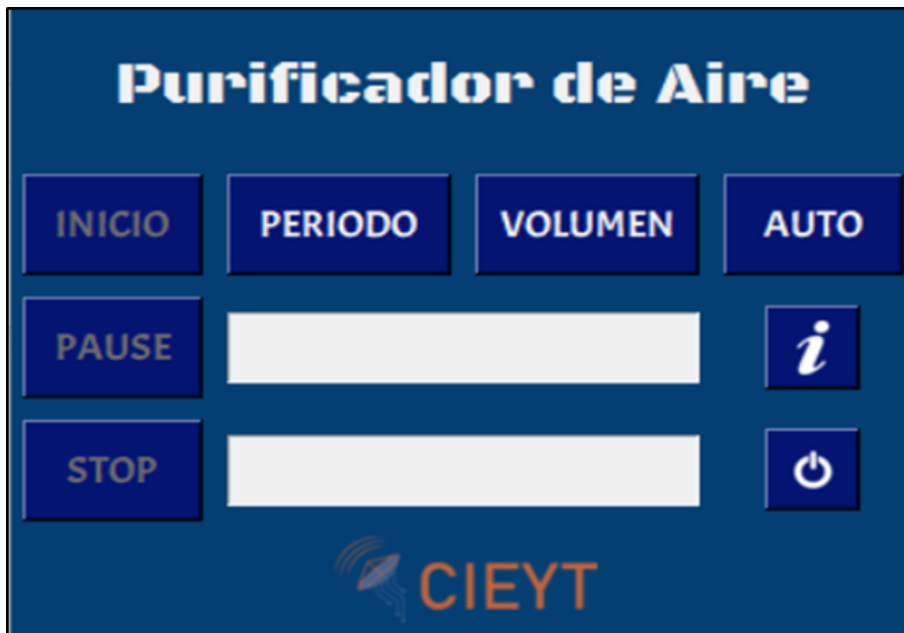 Purificador de Aire
INICIO PERIODO VOLUMEN AUTO
PAUSE i
STOP
CIEYT